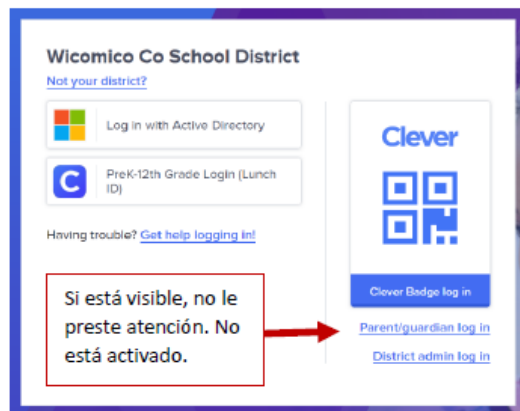 Wicomico Co School District
Not your district?
Log in with Active Directory
PreK-12th Grade Login (Lunch
ID)
Having trouble? Get help logging in!
Clever
Clever Badge log in
Parent/guardian log in
District admin log in
Si está visible, no le
preste atención. No
está activado.